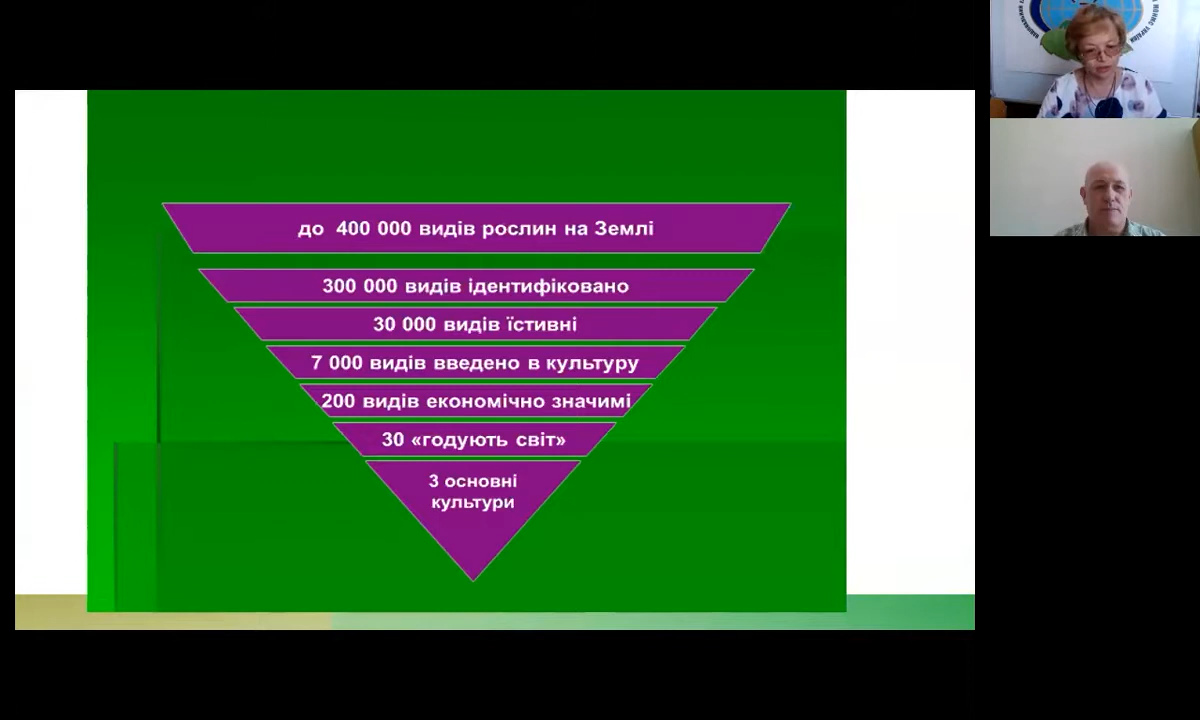 до 400 000 видів рослин на Землі
300 000 видів ідентифіковано
30 000 видів їстивні
7 000 видів введено в культуру
200 видів економічно значимі
30 «годують світ»
3 основні
культури